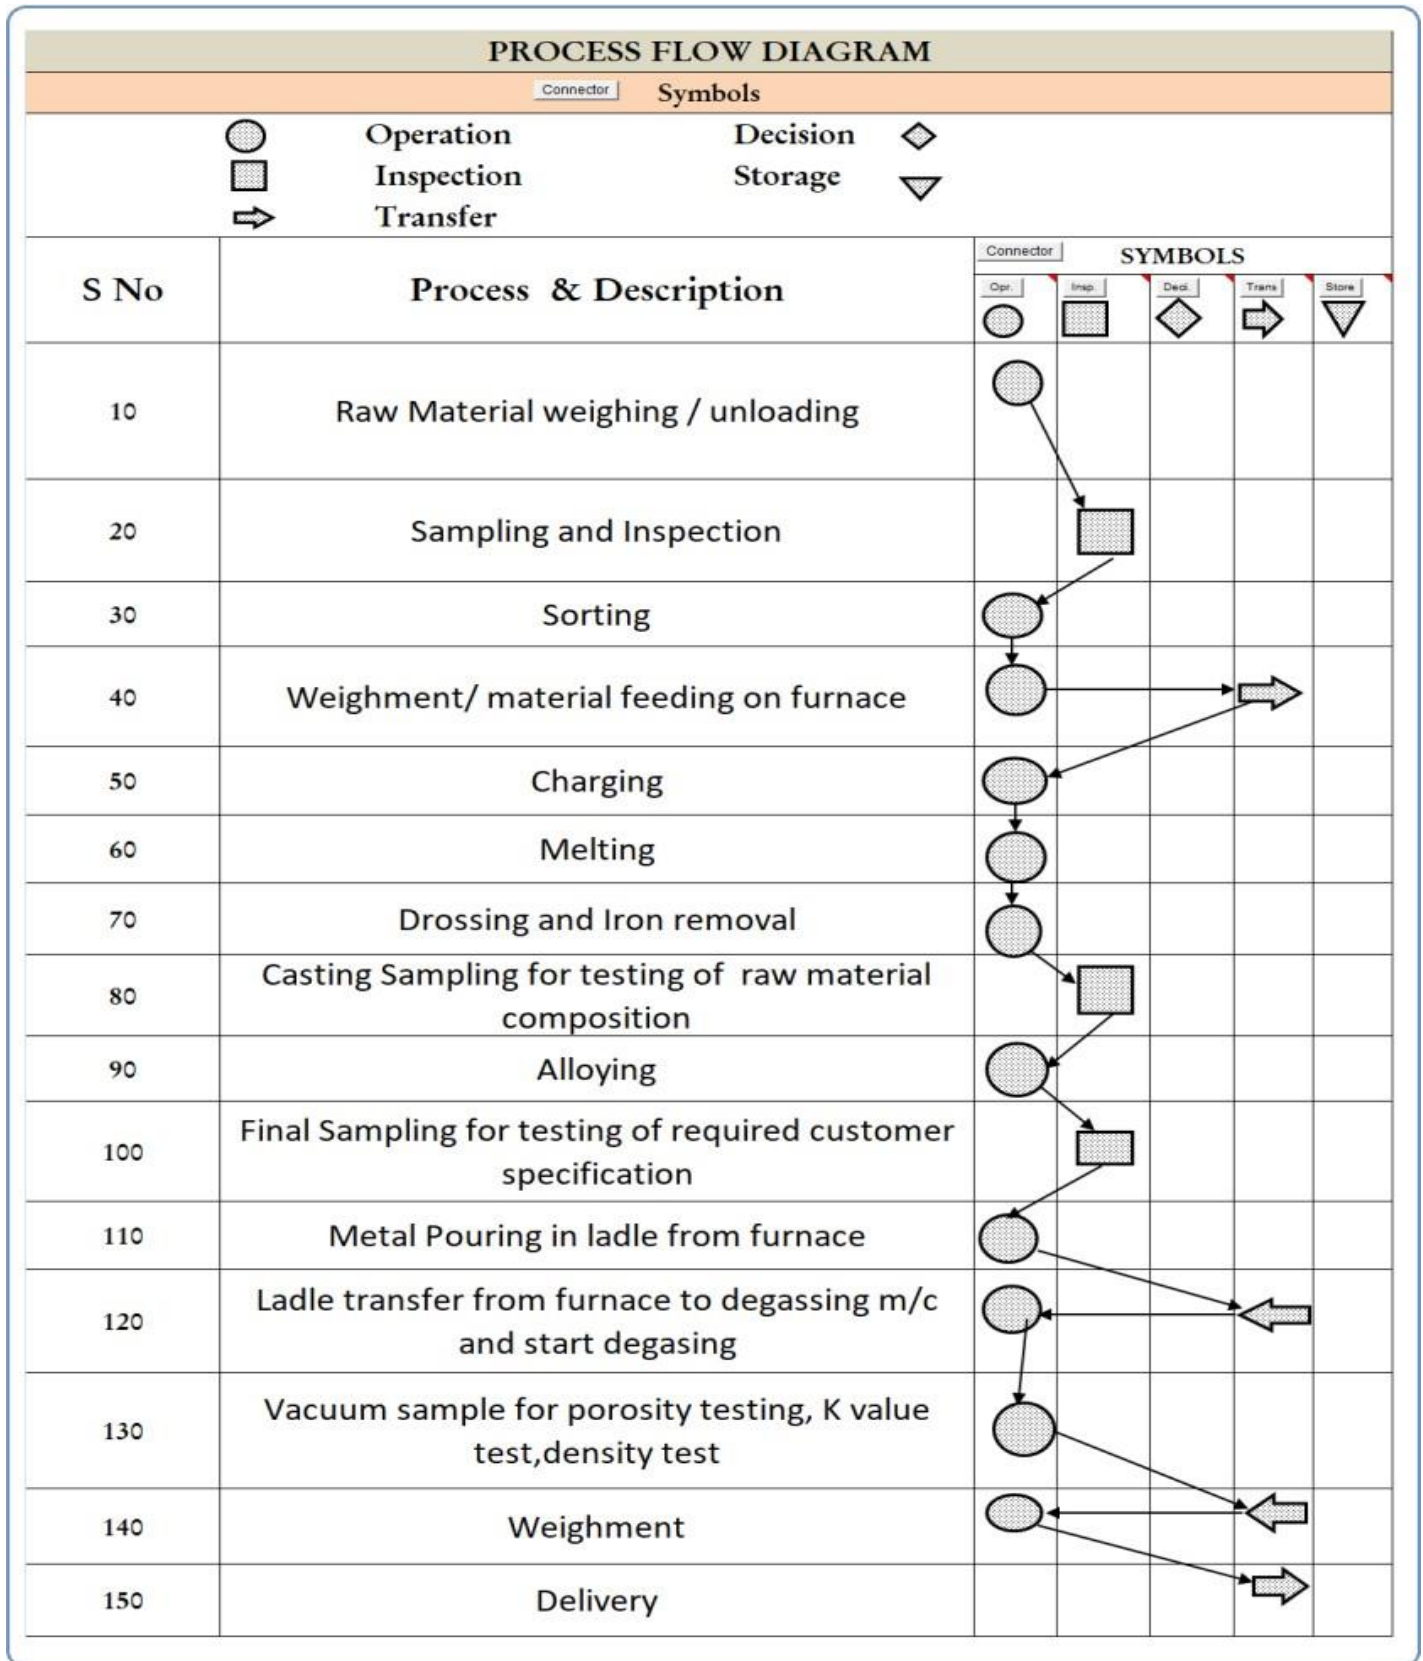 PROCESS FLOW DIAGRAM
Connector Symbols
Operation Decision
Inspection Storage
Transfer
S No Process & Description Connector SYMBOLS
Opr. Insp. Deci. Trans Store
10 Raw Material weighing / unloading
20 Sampling and Inspection
30 Sorting
40 Weighment/ material feeding on furnace
50 Charging
60 Melting
70 Drossing and Iron removal
80 Casting Sampling for testing of raw material
composition
90 Alloying
100 Final Sampling for testing of required customer
specification
110 Metal Pouring in ladle from furnace
120 Ladle transfer from furnace to degassing m/c
and start degasing
130 Vacuum sample for porosity testing, K value
test,density test
140 Weighment
150 Delivery